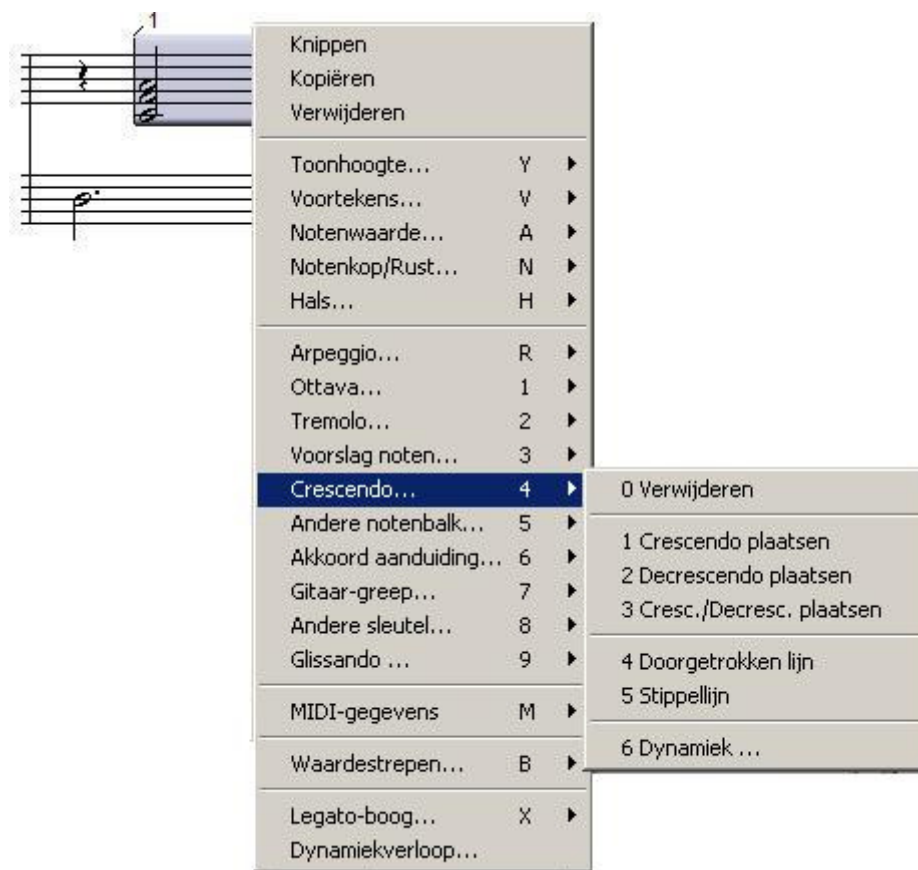 1
Knippen
Kopiëren
Verwijderen
Toonhoogte... Y
Voortekens... V
Notenwaarde... A
Notenkop/Rust... N
Hals... H
Arpeggio... R
Ottava... 1
Tremolo... 2
Voorslag noten... 3
Crescendo... 4
Andere notenbalk... 5
Akkoord aanduiding... 6
Gitaar-greep... 7
Andere sleutel... 8
Glissando ... 9
MIDI-gegevens M
Waardestrepen... B
Legato-boog... X
Dynamiekverloop...
0 Verwijderen
1 Crescendo plaatsen
2 Decrescendo plaatsen
3 Cresc./Decresc. plaatsen
4 Doorgetrokken lijn
5 Stippellijn
6 Dynamiek ...